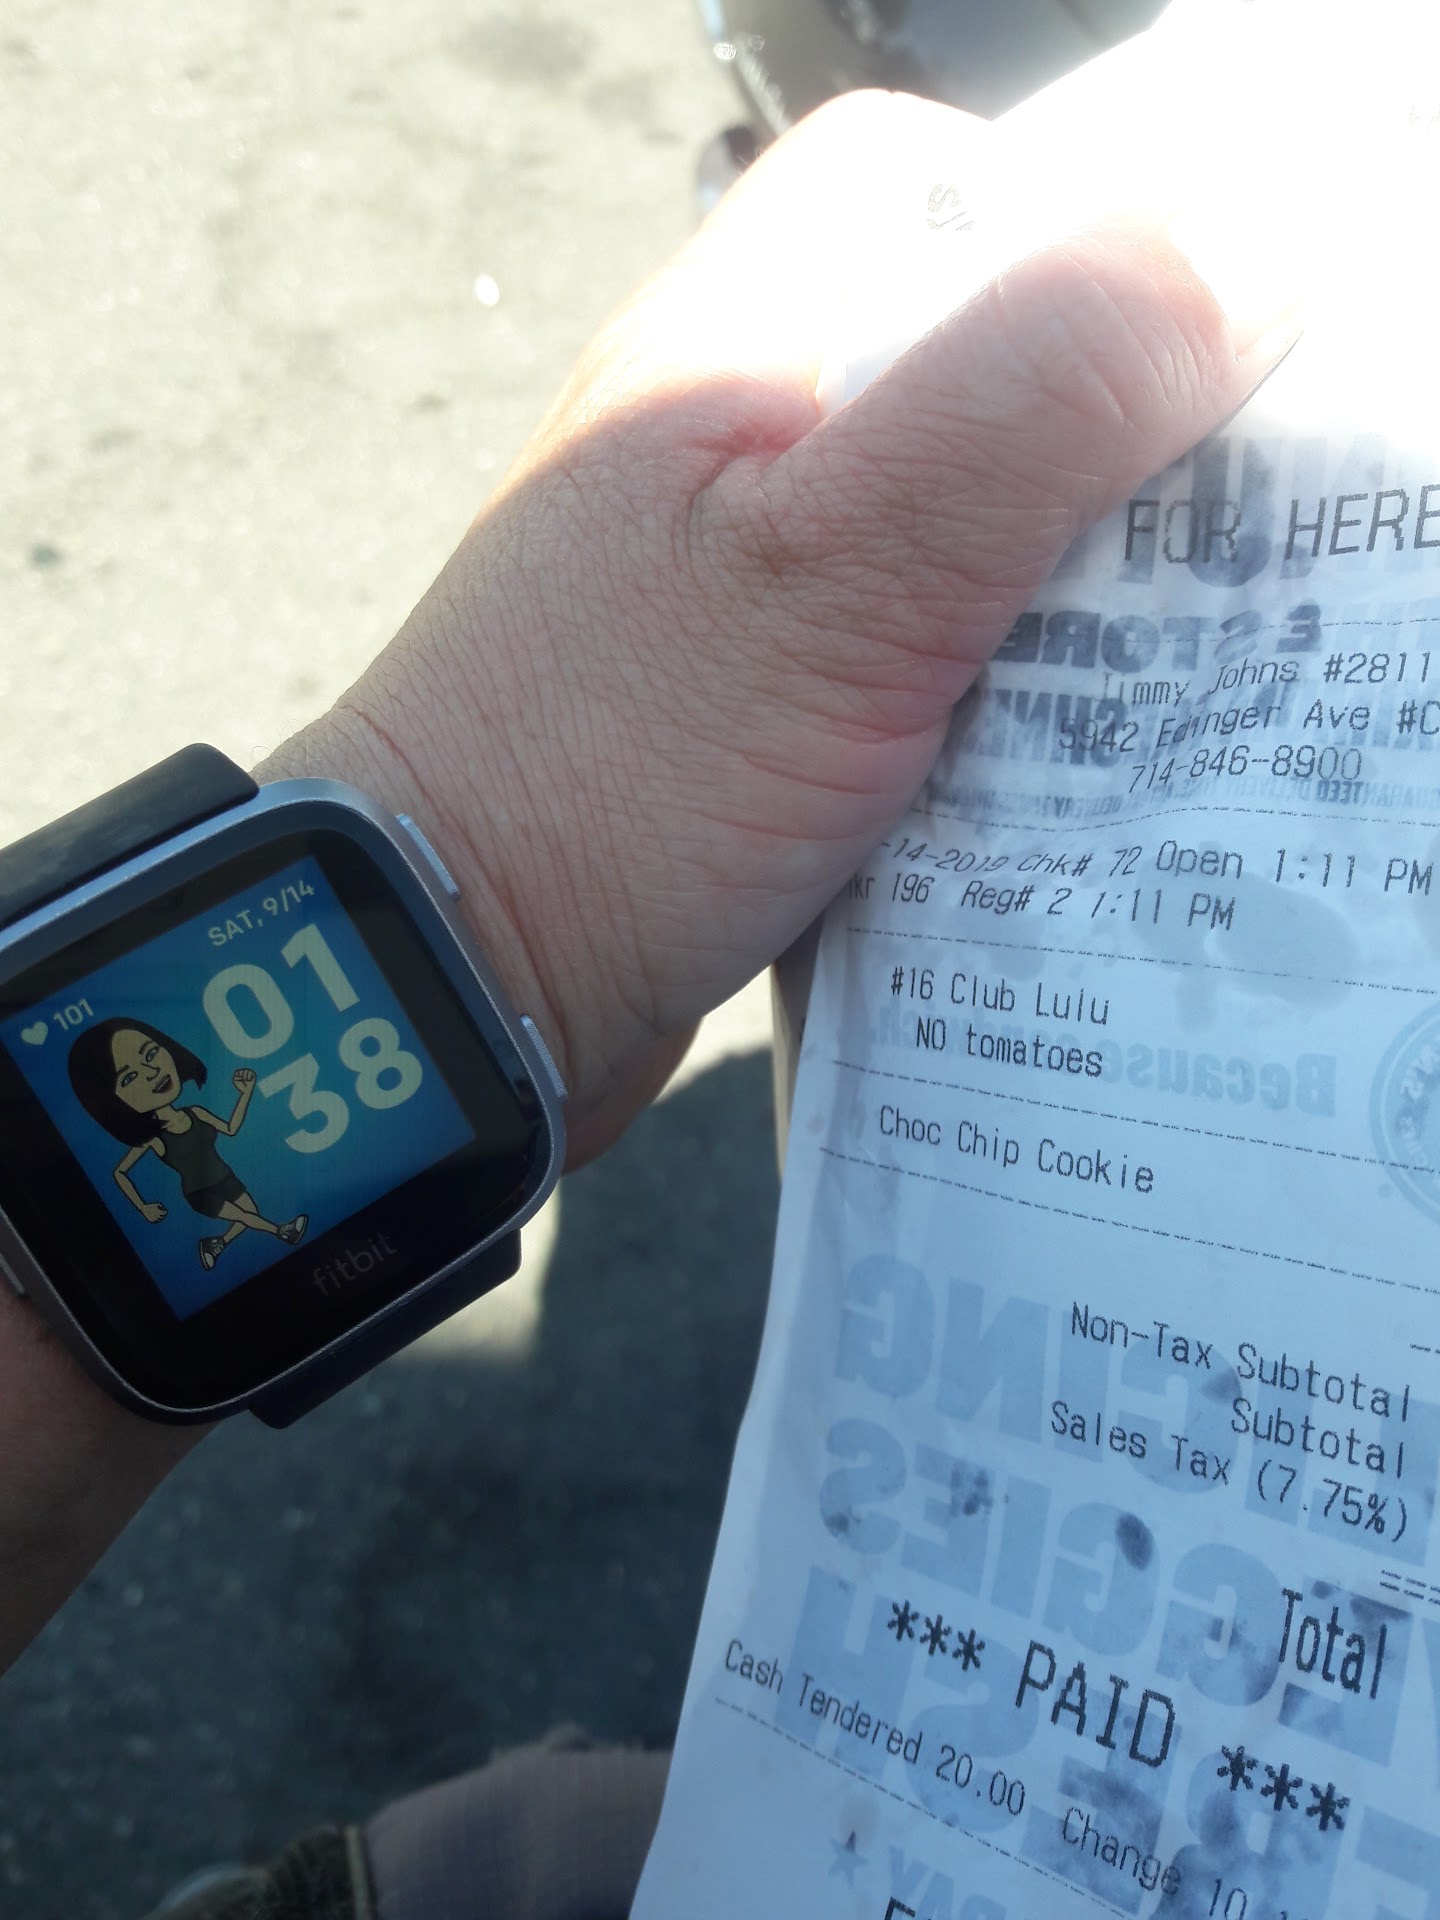 SAT, 9/14
101
01
38
fitbit
FOR HERE
Jimmy Johns #2811
5942 Edinger Ave #C
714-846-8900
-14-2019 Chk# 72 Open 1:11 PM
196 Reg# 2 1:11 PM
#16 Club Lulu
NO tomatoes
Choc Chip Cookie
Non-Tax Subtotal
Subtotal
Sales Tax (7.75%)
Total
*** PAID ***
Cash Tendered 20.00 Change 10